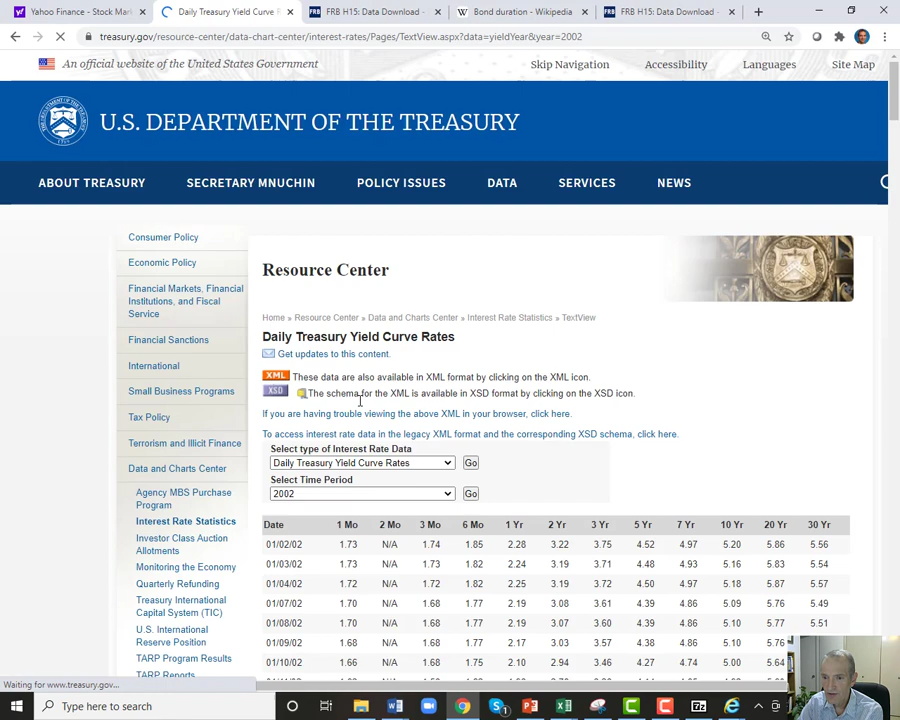 Yahoo Finance - Stock Mark
Daily Treasury Yield Curve R
FRB H15: Data Download -
Bond duration - Wikipedia
FRB H15: Data Download -
treasury.gov/resource-center/data-chart-center/interest-rates/Pages/TextView.aspx?data=yieldYear&year=2002
An official website of the United States Government
Skip Navigation
Accessibility
Languages
Site Map
U.S. DEPARTMENT OF THE TREASURY
ABOUT TREASURY
SECRETARY MNUCHIN
POLICY ISSUES
DATA
SERVICES
NEWS
Consumer Policy
Economic Policy
Financial Markets, Financial
Institutions, and Fiscal
Service
Financial Sanctions
International
Small Business Programs
Tax Policy
Terrorism and Illicit Finance
Data and Charts Center
Agency MBS Purchase
Program
Interest Rate Statistics
Investor Class Auction
Allotments
Monitoring the Economy
Quarterly Refunding
Treasury International
Capital System (TIC)
U.S. International
Reserve Position
TARP Program Results
TARP Reports
Resource Center
Home » Resource Center » Data and Charts Center » Interest Rate Statistics » TextView
Daily Treasury Yield Curve Rates
Get updates to this content.
XML These data are also available in XML format by clicking on the XML icon.
XSD The schema for the XML is available in XSD format by clicking on the XSD icon.
If you are having trouble viewing the above XML in your browser, click here.
To access interest rate data in the legacy XML format and the corresponding XSD schema, click here.
Select type of Interest Rate Data
Daily Treasury Yield Curve Rates Go
Select Time Period
2002 Go
Date 1 Mo 2 Mo 3 Mo 6 Mo 1 Yr 2 Yr 3 Yr 5 Yr 7 Yr 10 Yr 20 Yr 30 Yr
01/02/02 1.73 N/A 1.74 1.85 2.28 3.22 3.75 4.52 4.97 5.20 5.86 5.56
01/03/02 1.73 N/A 1.73 1.82 2.24 3.19 3.71 4.48 4.93 5.16 5.83 5.54
01/04/02 1.72 N/A 1.72 1.82 2.25 3.19 3.72 4.50 4.97 5.18 5.87 5.57
01/07/02 1.70 N/A 1.68 1.77 2.19 3.08 3.61 4.39 4.86 5.09 5.76 5.49
01/08/02 1.70 N/A 1.68 1.77 2.19 3.07 3.60 4.39 4.86 5.10 5.77 5.51
01/09/02 1.68 N/A 1.68 1.77 2.17 3.03 3.57 4.38 4.86 5.10 5.76
01/10/02 1.66 N/A 1.68 1.75 2.10 2.94 3.46 4.27 4.74 5.00 5.64
Waiting for www.treasury.gov...
Type here to search